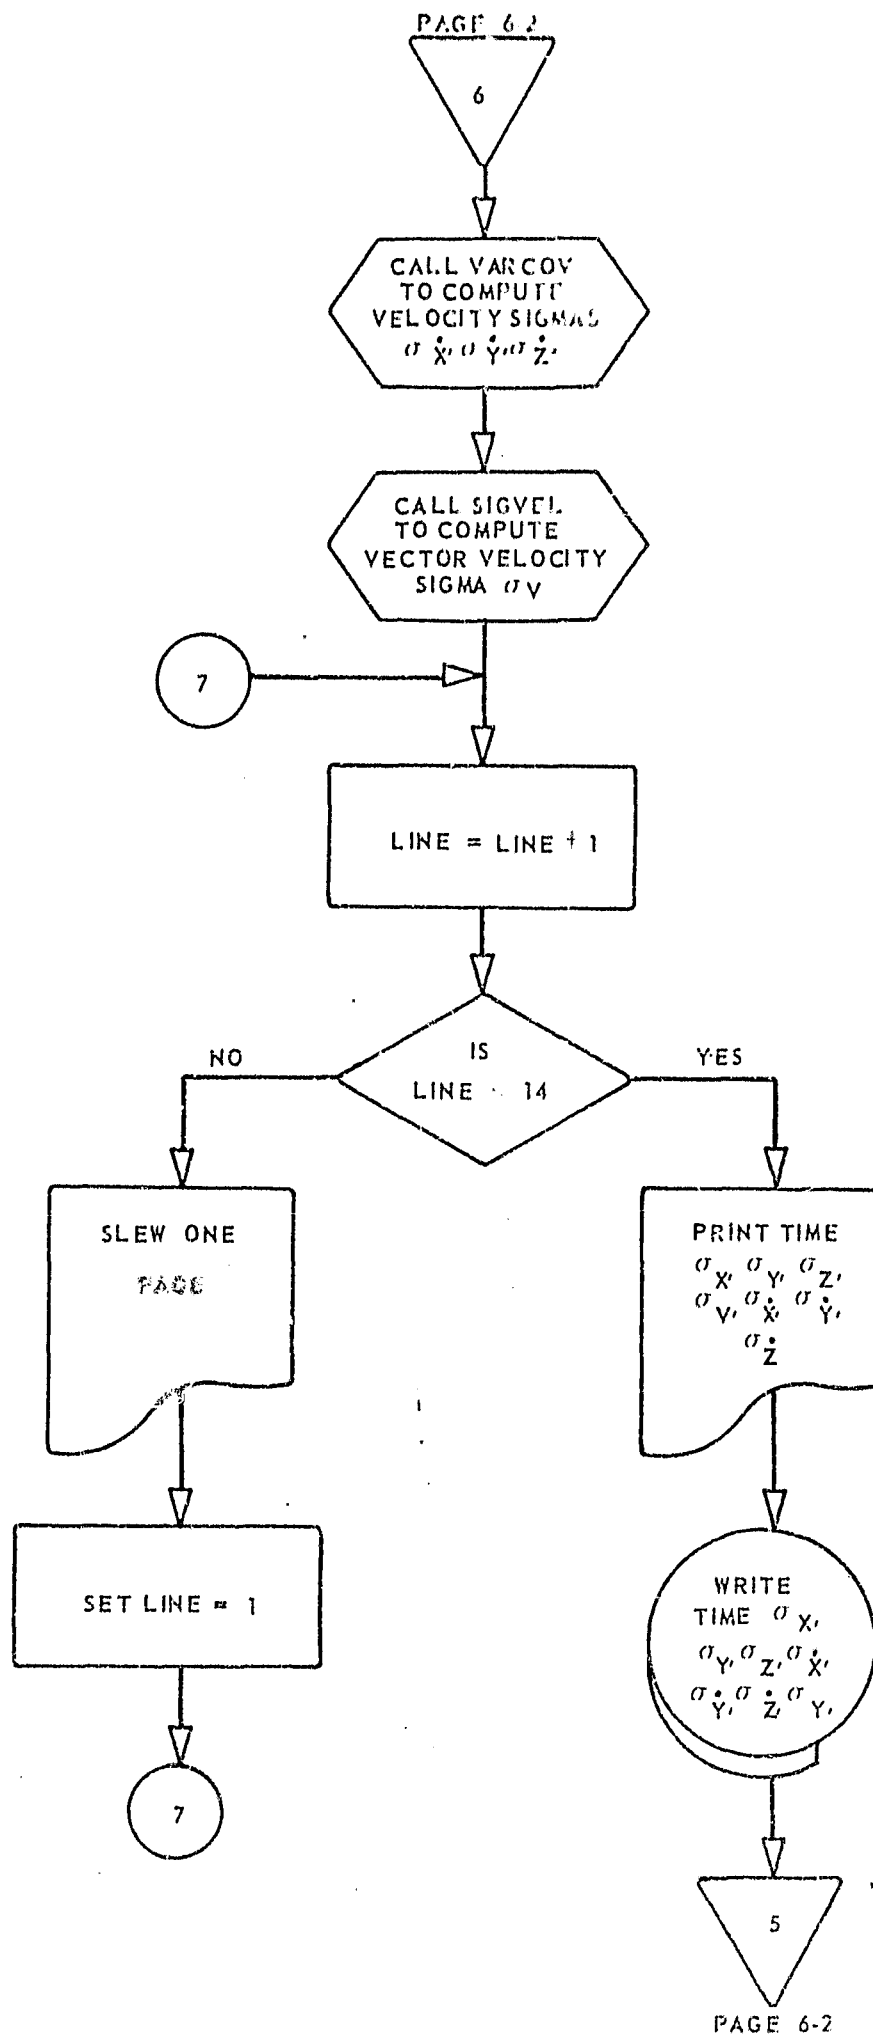 PAGE 6-2
6
CALL VARCOV
TO COMPUTE
VELOCITY SIGMAS
σẊ, σẎ, σŻ,
CALL SIGVEL
TO COMPUTE
VECTOR VELOCITY
SIGMA σV
7
LINE = LINE + 1
IS
LINE 14
NO
YES
SLEW ONE
PAGE
PRINT TIME
σX, σY, σZ,
σV, σẊ, σẎ,
σŻ
SET LINE = 1
WRITE
TIME σX,
σY, σZ, σẊ,
σẎ, σŻ, σY,
7
5
PAGE 6-2